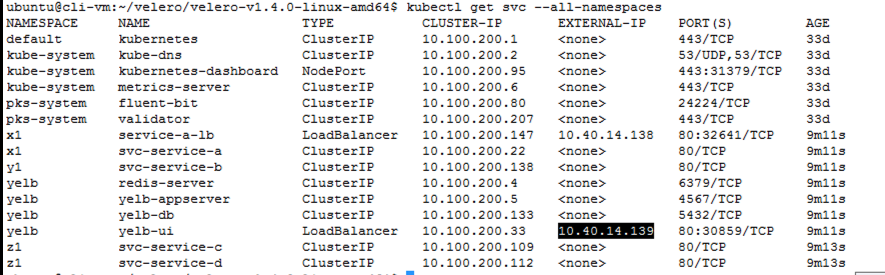 ubuntu@cli-vm:~/velero/velero-v1.4.0-linux-amd64$ kubectl get svc --all-namespaces
NAMESPACE NAME TYPE CLUSTER-IP EXTERNAL-IP PORT(S) AGE
default kubernetes ClusterIP 10.100.200.1 <none> 443/TCP 33d
kube-system kube-dns ClusterIP 10.100.200.2 <none> 53/UDP,53/TCP 33d
kube-system kubernetes-dashboard NodePort 10.100.200.95 <none> 443:31379/TCP 33d
kube-system metrics-server ClusterIP 10.100.200.6 <none> 443/TCP 33d
pks-system fluent-bit ClusterIP 10.100.200.80 <none> 24224/TCP 33d
pks-system validator ClusterIP 10.100.200.207 <none> 443/TCP 33d
x1 service-a-lb LoadBalancer 10.100.200.147 10.40.14.138 80:32641/TCP 9m11s
x1 svc-service-a ClusterIP 10.100.200.22 <none> 80/TCP 9m11s
y1 svc-service-b ClusterIP 10.100.200.138 <none> 80/TCP 9m11s
yelb redis-server ClusterIP 10.100.200.4 <none> 6379/TCP 9m11s
yelb yelb-appserver ClusterIP 10.100.200.5 <none> 4567/TCP 9m11s
yelb yelb-db ClusterIP 10.100.200.133 <none> 5432/TCP 9m11s
yelb yelb-ui LoadBalancer 10.100.200.33 10.40.14.139 80:30859/TCP 9m11s
z1 svc-service-c ClusterIP 10.100.200.109 <none> 80/TCP 9m13s
z1 svc-service-d ClusterIP 10.100.200.112 <none> 80/TCP 9m13s